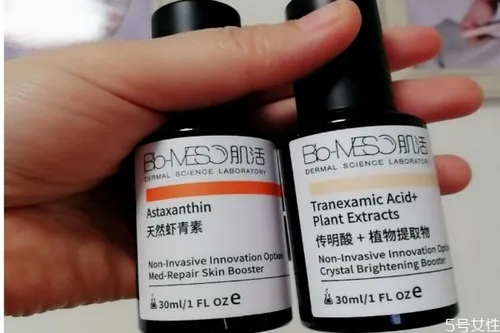 Bio-MESO肌活
DERMAL SCIENCE LABORATORY
Astaxanthin
天然虾青素
Non-Invasive Innovation Option
Med-Repair Skin Booster
30ml/1 FL OZ e
Bio-MESO肌活
DERMAL SCIENCE LABORATORY
Tranexamic Acid+
Plant Extracts
传明酸+植物提取物
Non-Invasive Innovation Optio
Crystal Brightening Booster
30ml/1 FL OZ e
5号女性